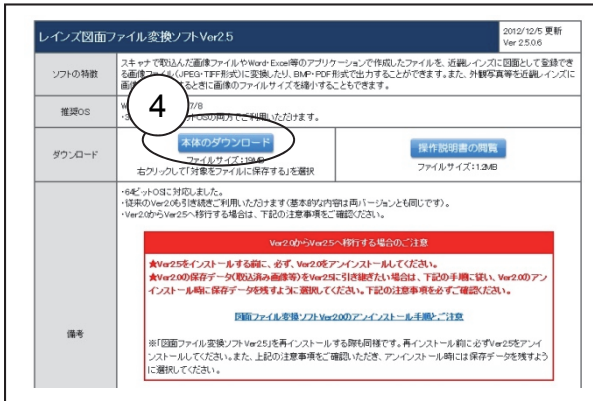 レインズ図面ファイル変換ソフトVer2.5
2012/12/5 更新
Ver 2.5.0.6
ソフトの特徴
スキャナで取込んだ画像ファイルやWord・Excel等のアプリケーションで作成したファイルを、近畿レインズに図面として登録でき
る画像ファイル(JPEG・TIFF形式)に変換したり、BMP・PDF形式で出力することができます。また、外観写真等を近畿レインズに
画像 するときに画像のファイルサイズを縮小することもできます。
推奨OS
7/8
OSの両方でご利用いただけます。
4
ダウンロード
本体のダウンロード
ファイルサイズ:19MB
右クリックして「対象をファイルに保存する」を選択
操作説明書の閲覧
ファイルサイズ:1.2MB
備考
・64ビットOSに対応しました。
・従来のVer2.0も引き続きご利用いただけます(基本的な内容は両バージョンとも同じです)。
・Ver2.0からVer2.5へ移行する場合は、下記の注意事項をご確認ください。
Ver2.0からVer2.5へ移行する場合のご注意
★Ver2.5をインストールする前に、必ず、Ver2.0をアンインストールしてください。
★Ver2.0の保存データ(取込済み画像等)をVer2.5に引き継ぎたい場合は、下記の手順に従い、Ver2.0のアン
インストール時に保存データを残すように選択してください。下記の注意事項を必ずご確認ください。
図面ファイル変換ソフトVer2.0のアンインストール手順とご注意
※「図面ファイル変換ソフトVer2.5」を再インストールする際も同様です。再インストール前に必ずVer2.5をアンイ
ンストールしてください。また、上記の注意事項をご確認いただき、アンインストール時には保存データを残すよう
に選択してください。